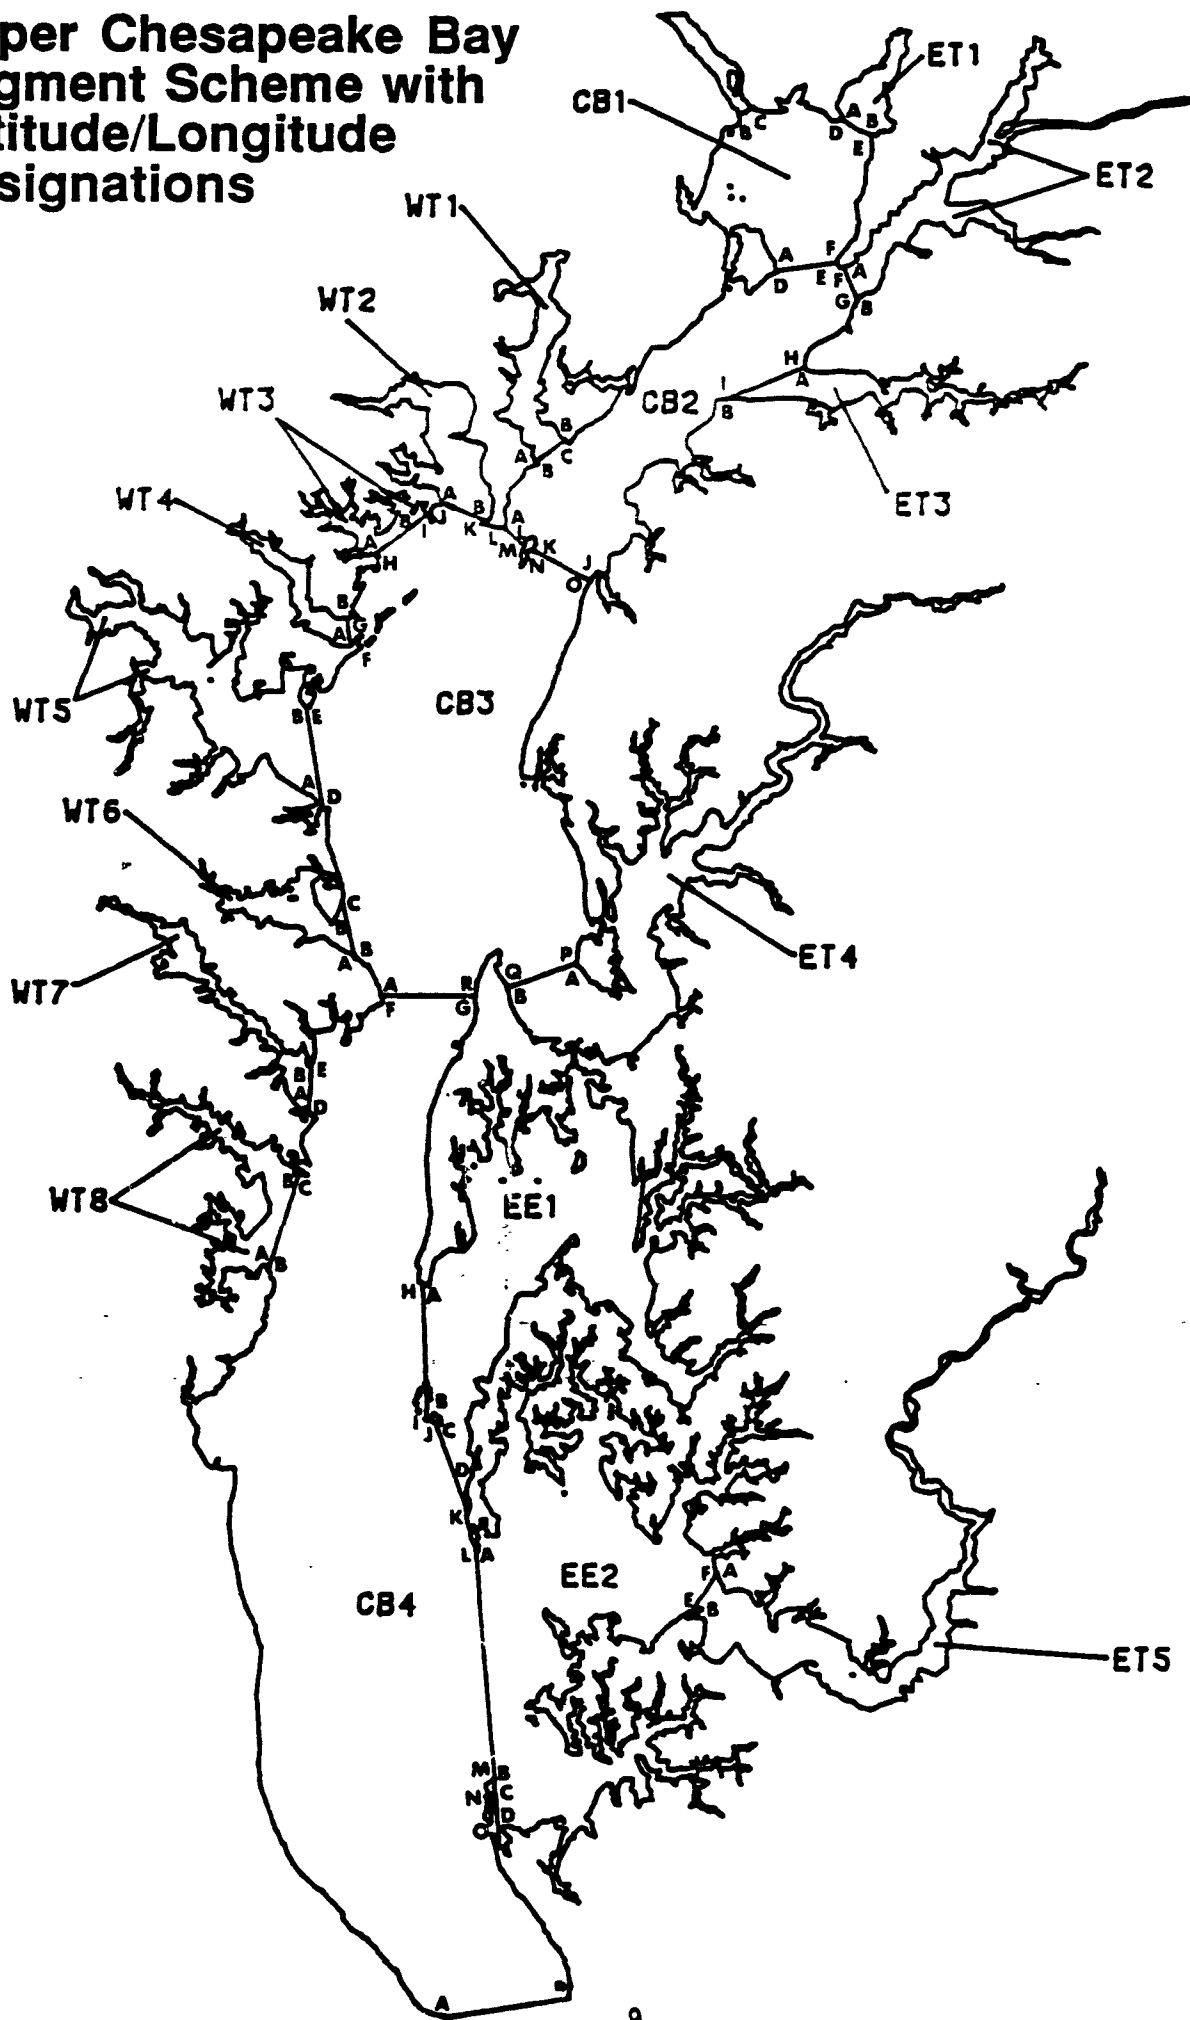 per Chesapeake Bay
gment Scheme with
titude/Longitude
signations
ET1
CB1
B C
D A B
E
ET2
WT1
A F
D E F A
G B
WT2
H
A
WT3
CB2
I
B
B
A B C
WT4
ET3
A
B I J
B
K L A
L
M K
N
J
O
A
H
B
G
A
F
WT5
CB3
B E
A
D
WT6
C
B
A B
WT7
P
A
ET4
Q
B
A
F
R
G
A
B E
A
D
B C
WT8
A B
EE1
H A
B
I
J C
D
K
L A
EE2
F A
E
B
CB4
ET5
M B
N C
O D
A
B
9